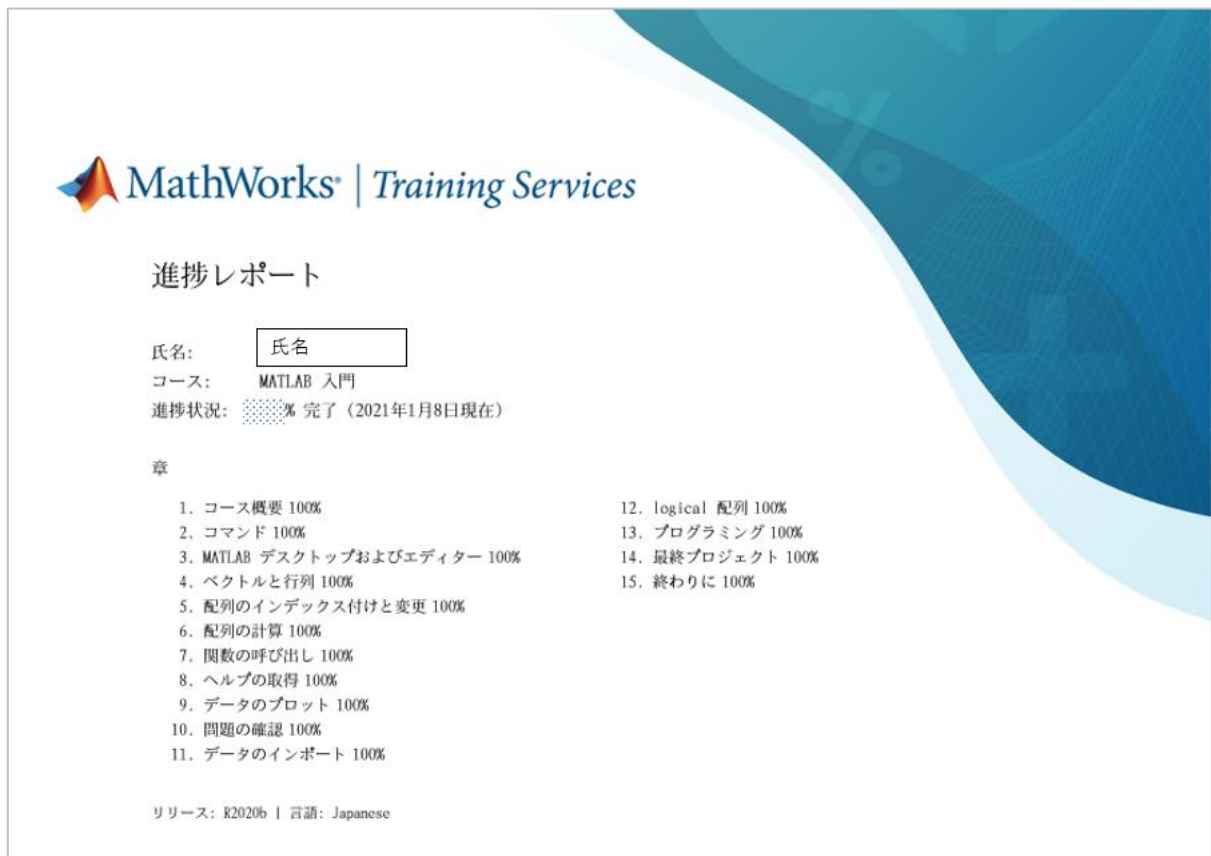 MathWorks® | Training Services
進捗レポート
氏名: 氏名
コース: MATLAB 入門
進捗状況: % 完了 (2021年1月8日現在)
章
1. コース概要 100%
2. コマンド 100%
3. MATLAB デスクトップおよびエディター 100%
4. ベクトルと行列 100%
5. 配列のインデックス付けと変更 100%
6. 配列の計算 100%
7. 関数の呼び出し 100%
8. ヘルプの取得 100%
9. データのプロット 100%
10. 問題の確認 100%
11. データのインポート 100%
12. logical 配列 100%
13. プログラミング 100%
14. 最終プロジェクト 100%
15. 終わりに 100%
リリース: R2020b | 言語: Japanese